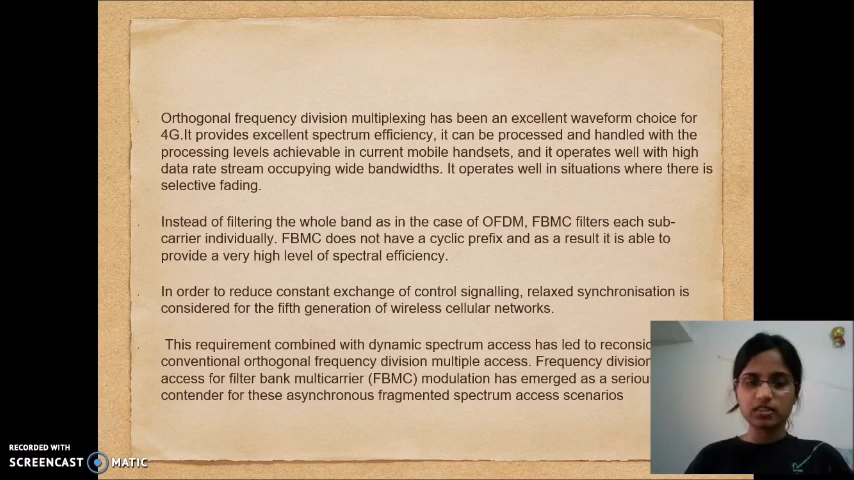 Orthogonal frequency division multiplexing has been an excellent waveform choice for
4G.It provides excellent spectrum efficiency, it can be processed and handled with the
processing levels achievable in current mobile handsets, and it operates well with high
data rate stream occupying wide bandwidths. It operates well in situations where there is
selective fading.
Instead of filtering the whole band as in the case of OFDM, FBMC filters each sub-
carrier individually. FBMC does not have a cyclic prefix and as a result it is able to
provide a very high level of spectral efficiency.
In order to reduce constant exchange of control signalling, relaxed synchronisation is
considered for the fifth generation of wireless cellular networks.
This requirement combined with dynamic spectrum access has led to
conventional orthogonal frequency division multiple access. Frequency division
access for filter bank multicarrier (FBMC) modulation has emerged as a serious
contender for these asynchronous fragmented spectrum access scenarios
RECORDED WITH
SCREENCAST MATIC